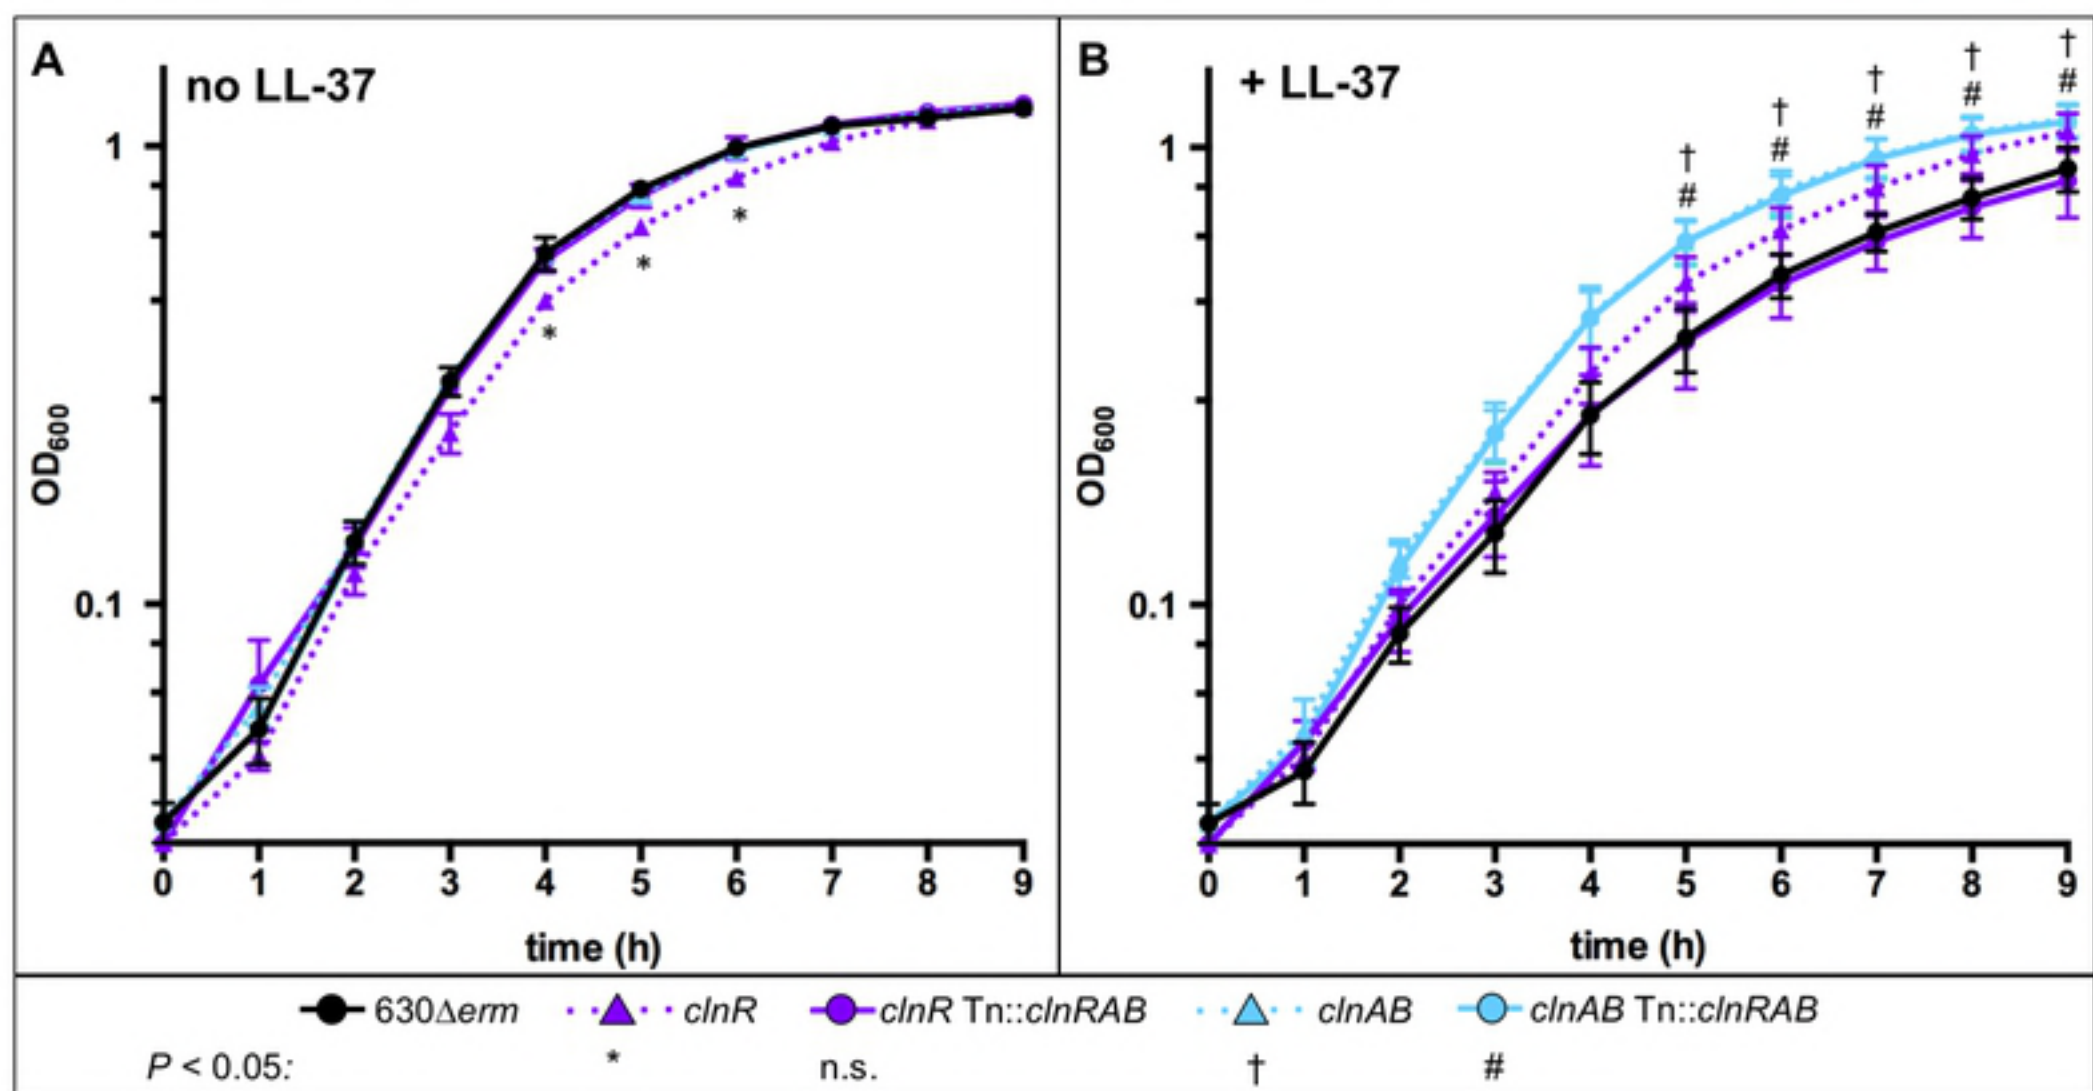 A
no LL-37
1
0.1
OD600
* * *
0 1 2 3 4 5 6 7 8 9
time (h)
B
+ LL-37
† † † † †
# # # # #
1
0.1
OD600
0 1 2 3 4 5 6 7 8 9
time (h)
630Δerm clnR clnR Tn::clnRAB clnAB clnAB Tn::clnRAB
P < 0.05: * n.s. † #